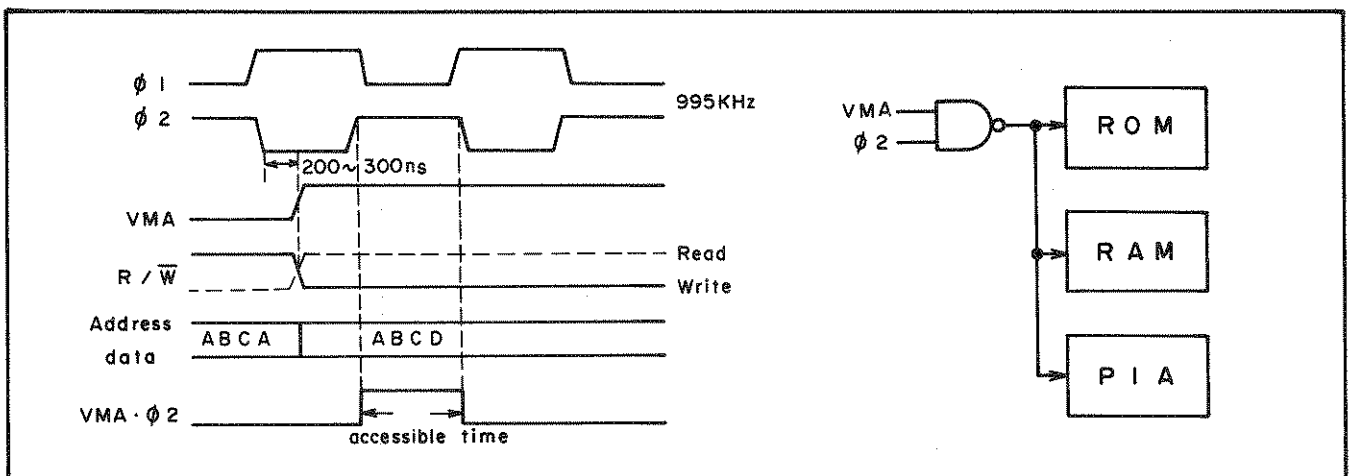 φ 1
φ 2
995KHz
200~300ns
VMA
R / W̅
Read
Write
Address
data
ABCA
ABCD
VMA · φ 2
accessible time
VMA
φ 2
ROM
RAM
PIA